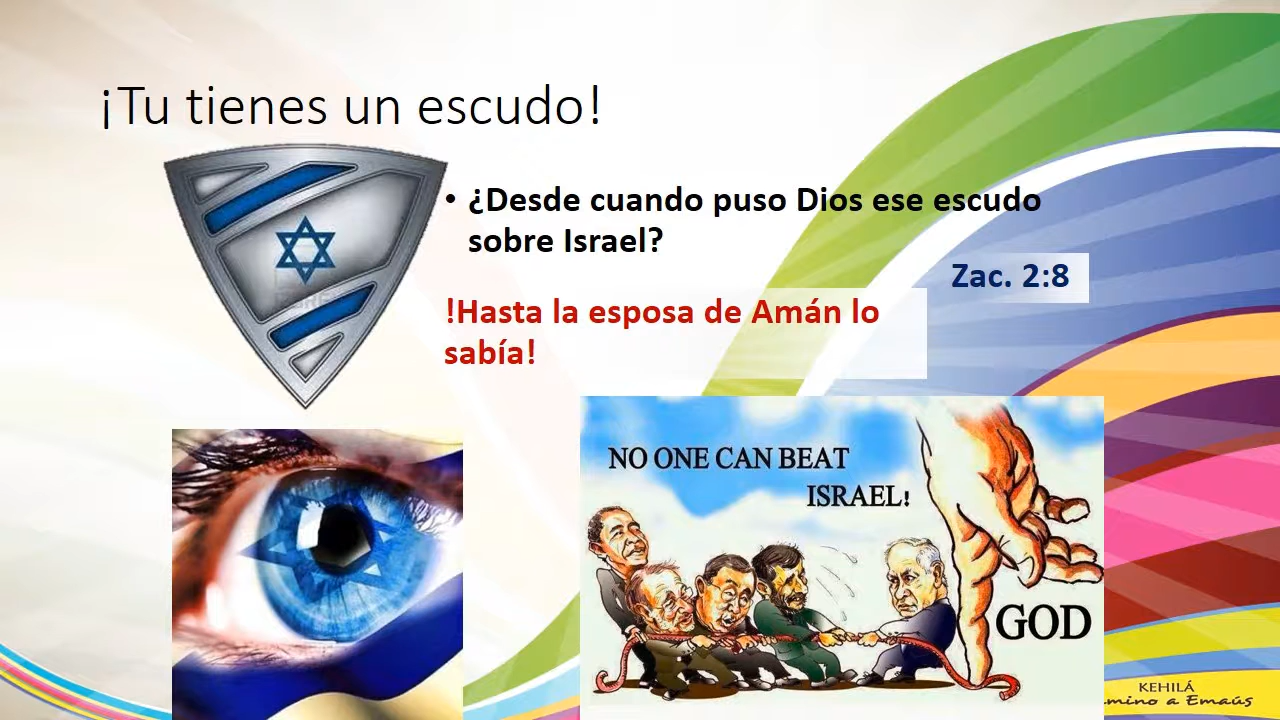 ¡Tu tienes un escudo!
• ¿Desde cuando puso Dios ese escudo
sobre Israel?
Zac. 2:8
!Hasta la esposa de Amán lo
sabía!
NO ONE CAN BEAT
ISRAEL!
GOD
KEHILÁ
mino a Emaús